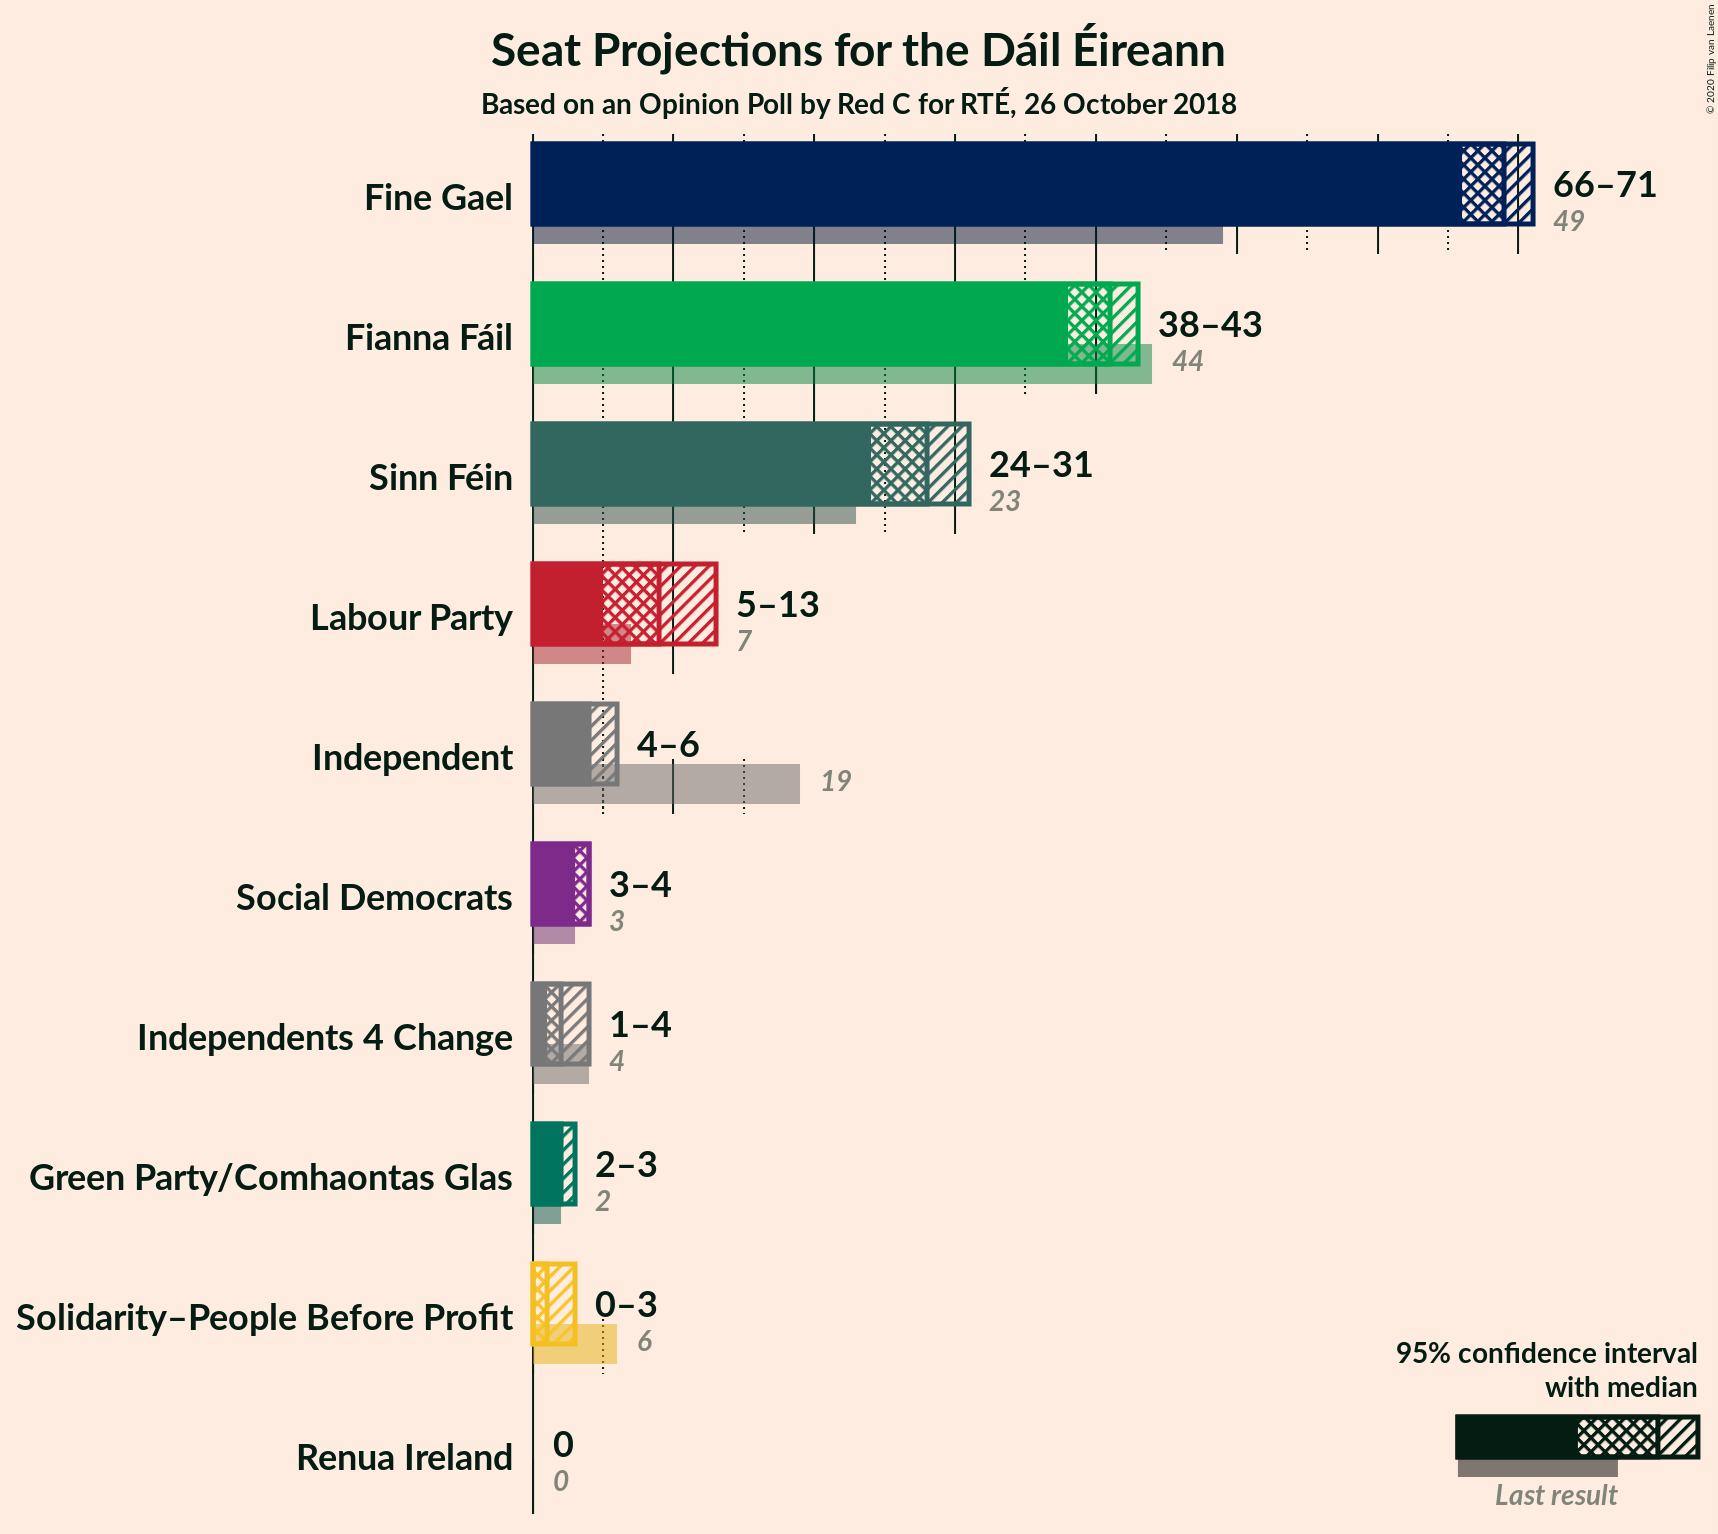 Seat Projections for the Dáil Éireann
Based on an Opinion Poll by Red C for RTÉ, 26 October 2018
© 2020 Filip van Laenen
Fine Gael
66–71
49
Fianna Fáil
38–43
44
Sinn Féin
24–31
23
Labour Party
5–13
7
Independent
4–6
19
Social Democrats
3–4
3
Independents 4 Change
1–4
4
Green Party/Comhaontas Glas
2–3
2
Solidarity–People Before Profit
0–3
6
Renua Ireland
0
0
95% confidence interval
with median
Last result